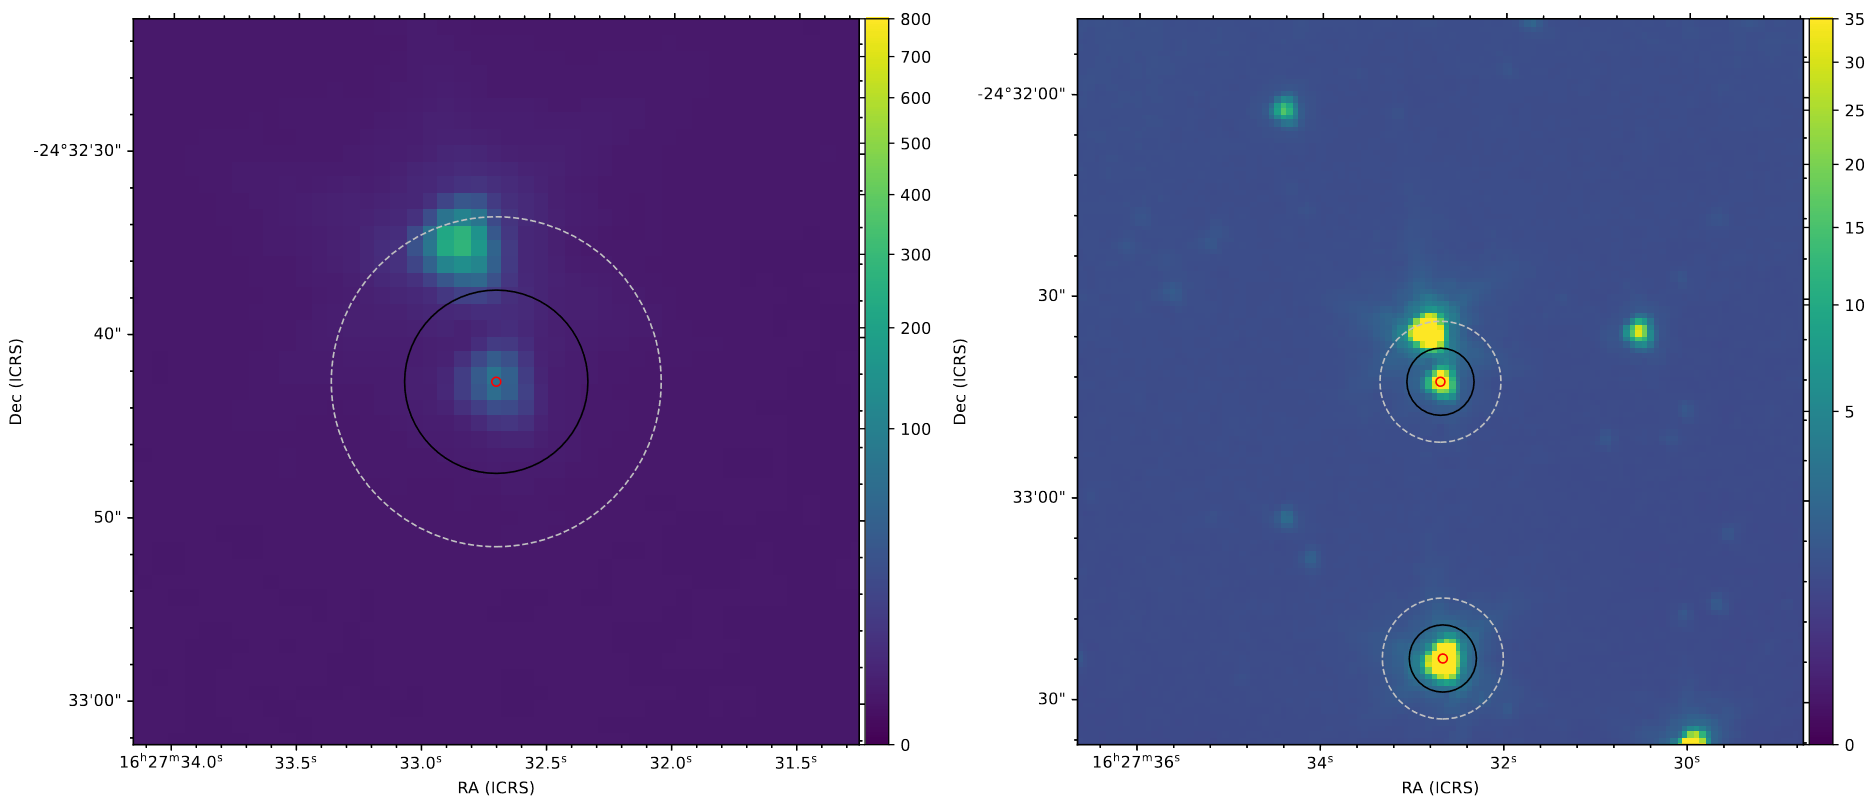 800
700
600
500
400
300
200
100
0
-24°32'30"
40"
50"
33'00"
Dec (ICRS)
16h27m34.0s
33.5s
33.0s
32.5s
32.0s
31.5s
RA (ICRS)
35
30
25
20
15
10
5
0
-24°32'00"
30"
33'00"
30"
Dec (ICRS)
16h27m36s
34s
32s
30s
RA (ICRS)